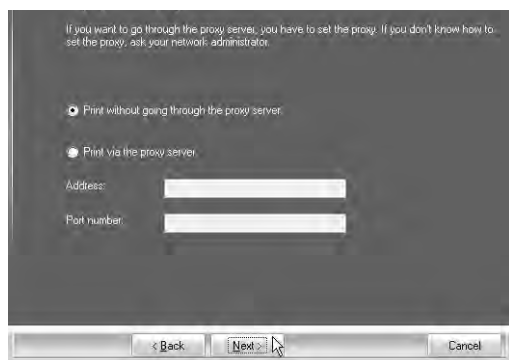 If you want to go through the proxy server, you have to set the proxy. If you don't know how to
set the proxy, ask your network administrator.
Print without going through the proxy server.
Print via the proxy server.
Address:
Port number:
< Back
Next >
Cancel